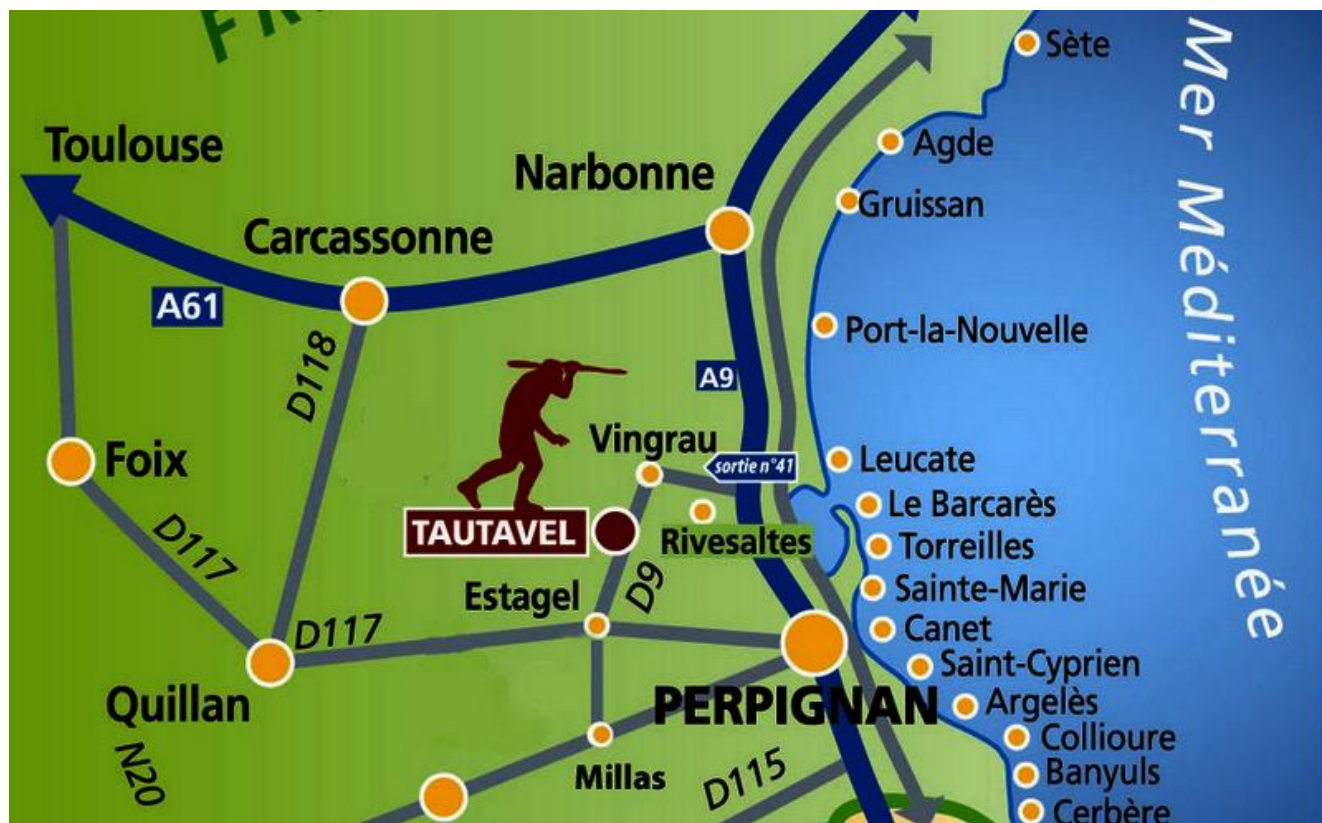 FR
Sète
Mer Méditerranée
Toulouse
Agde
Narbonne
Gruissan
Carcassonne
A61
Port-la-Nouvelle
D118
A9
Vingrau
sortie n°41
Foix
Leucate
Le Barcarès
TAUTAVEL
Rivesaltes
Torreilles
D117
Estagel
D9
Sainte-Marie
D117
Canet
Saint-Cyprien
Quillan
PERPIGNAN
Argelès
Collioure
N20
Millas
D115
Banyuls
Cerbère